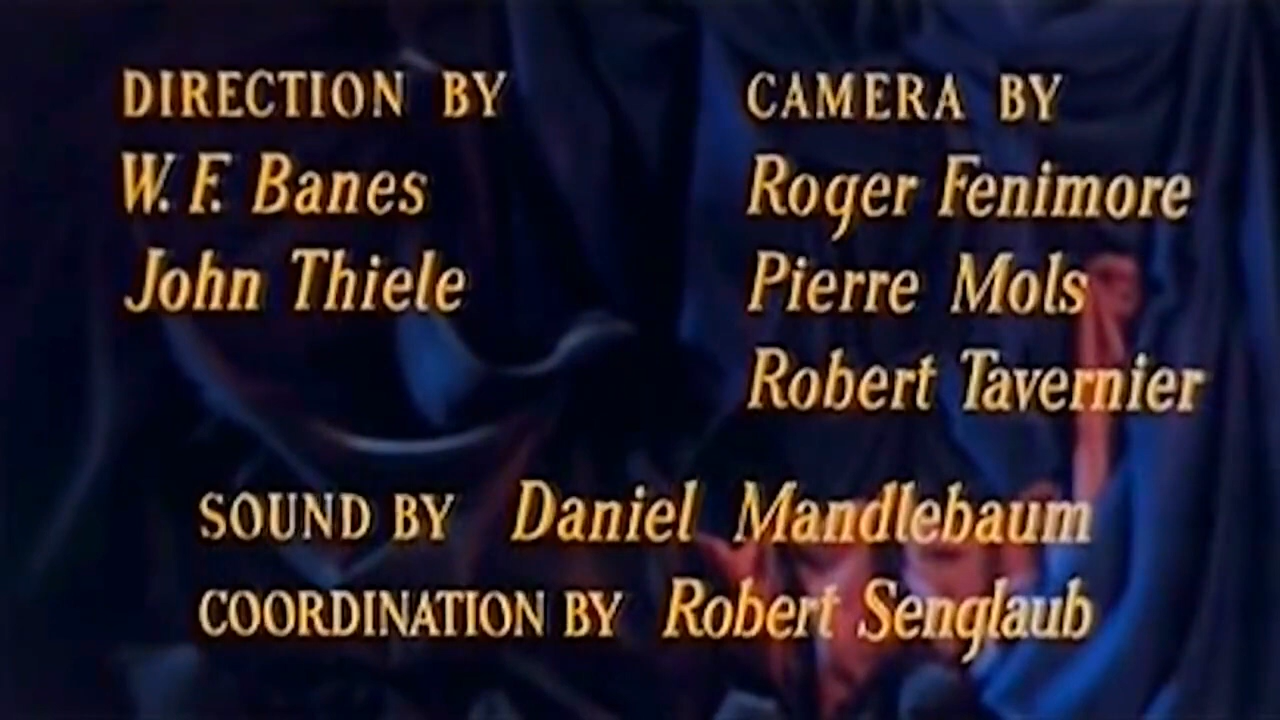 DIRECTION BY
W. F. Banes
John Thiele
CAMERA BY
Roger Fenimore
Pierre Mols
Robert Tavernier
SOUND BY Daniel Mandlebaum
COORDINATION BY Robert Senglaub